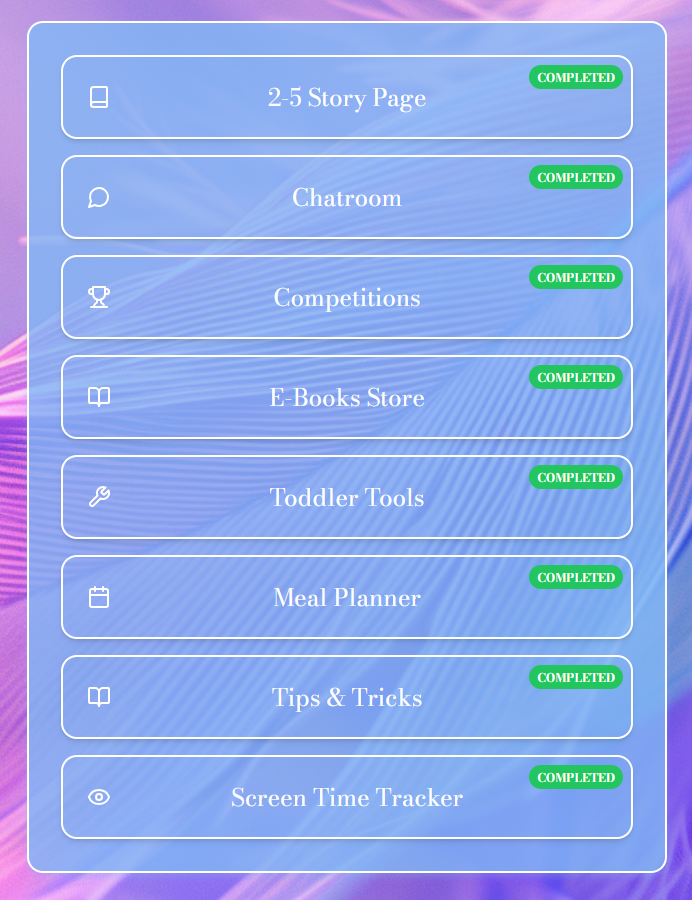 COMPLETED
2-5 Story Page
COMPLETED
Chatroom
COMPLETED
Competitions
COMPLETED
E-Books Store
COMPLETED
Toddler Tools
COMPLETED
Meal Planner
COMPLETED
Tips & Tricks
COMPLETED
Screen Time Tracker